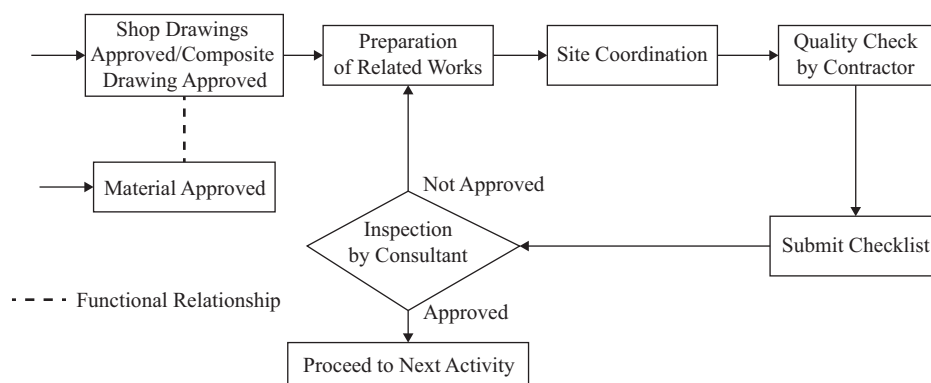 Shop Drawings
Approved/Composite
Drawing Approved
Preparation
of Related Works
Site Coordination
Quality Check
by Contractor
Material Approved
Not Approved
Inspection
by Consultant
Submit Checklist
Functional Relationship
Approved
Proceed to Next Activity